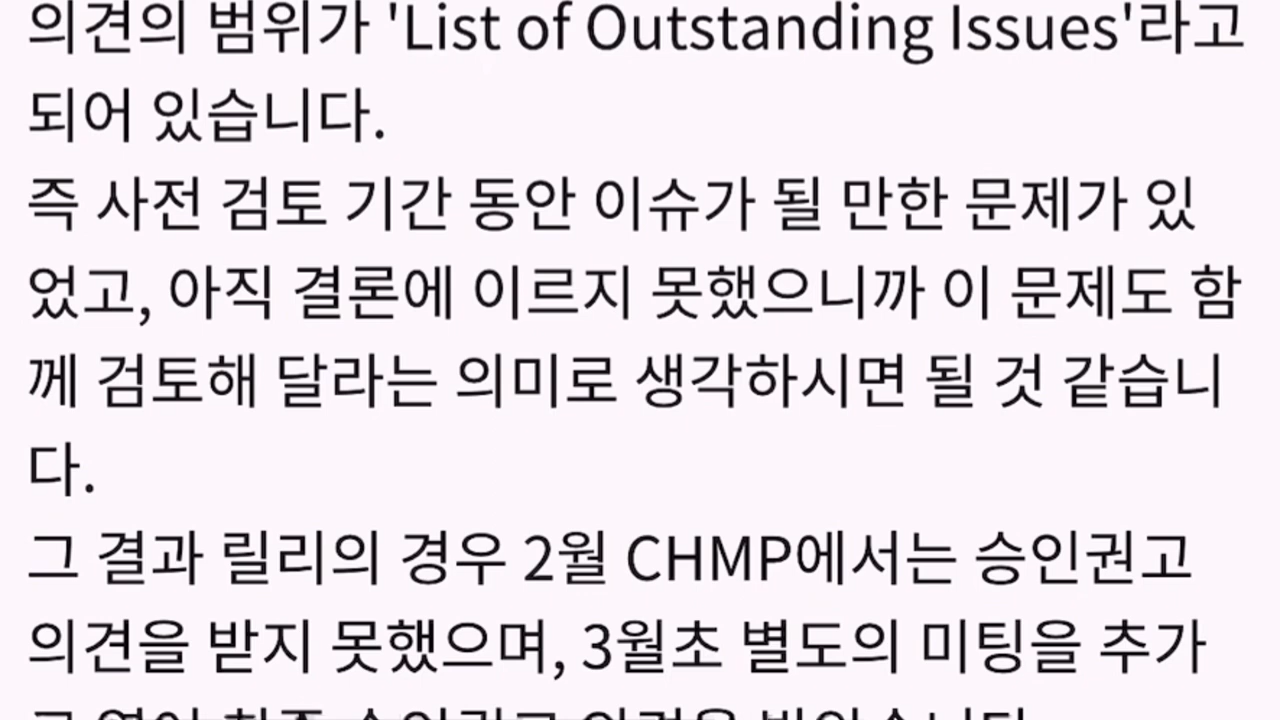 의견의 범위가 'List of Outstanding Issues'라고
되어 있습니다.
즉 사전 검토 기간 동안 이슈가 될 만한 문제가 있
었고, 아직 결론에 이르지 못했으니까 이 문제도 함
께 검토해 달라는 의미로 생각하시면 될 것 같습니
다.
그 결과 릴리의 경우 2월 CHMP에서는 승인권고
의견을 받지 못했으며, 3월초 별도의 미팅을 추가